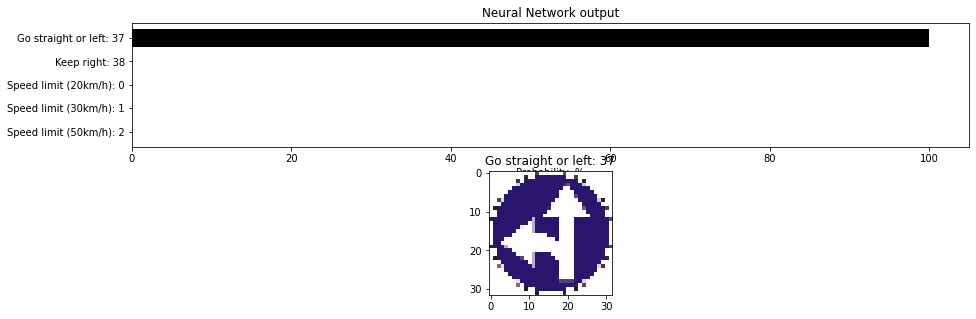 Neural Network output
Go straight or left: 37
Keep right: 38
Speed limit (20km/h): 0
Speed limit (30km/h): 1
Speed limit (50km/h): 2
0 20 40 60 80 100
Probability, %
Go straight or left: 37
0
10
20
30
0 10 20 30